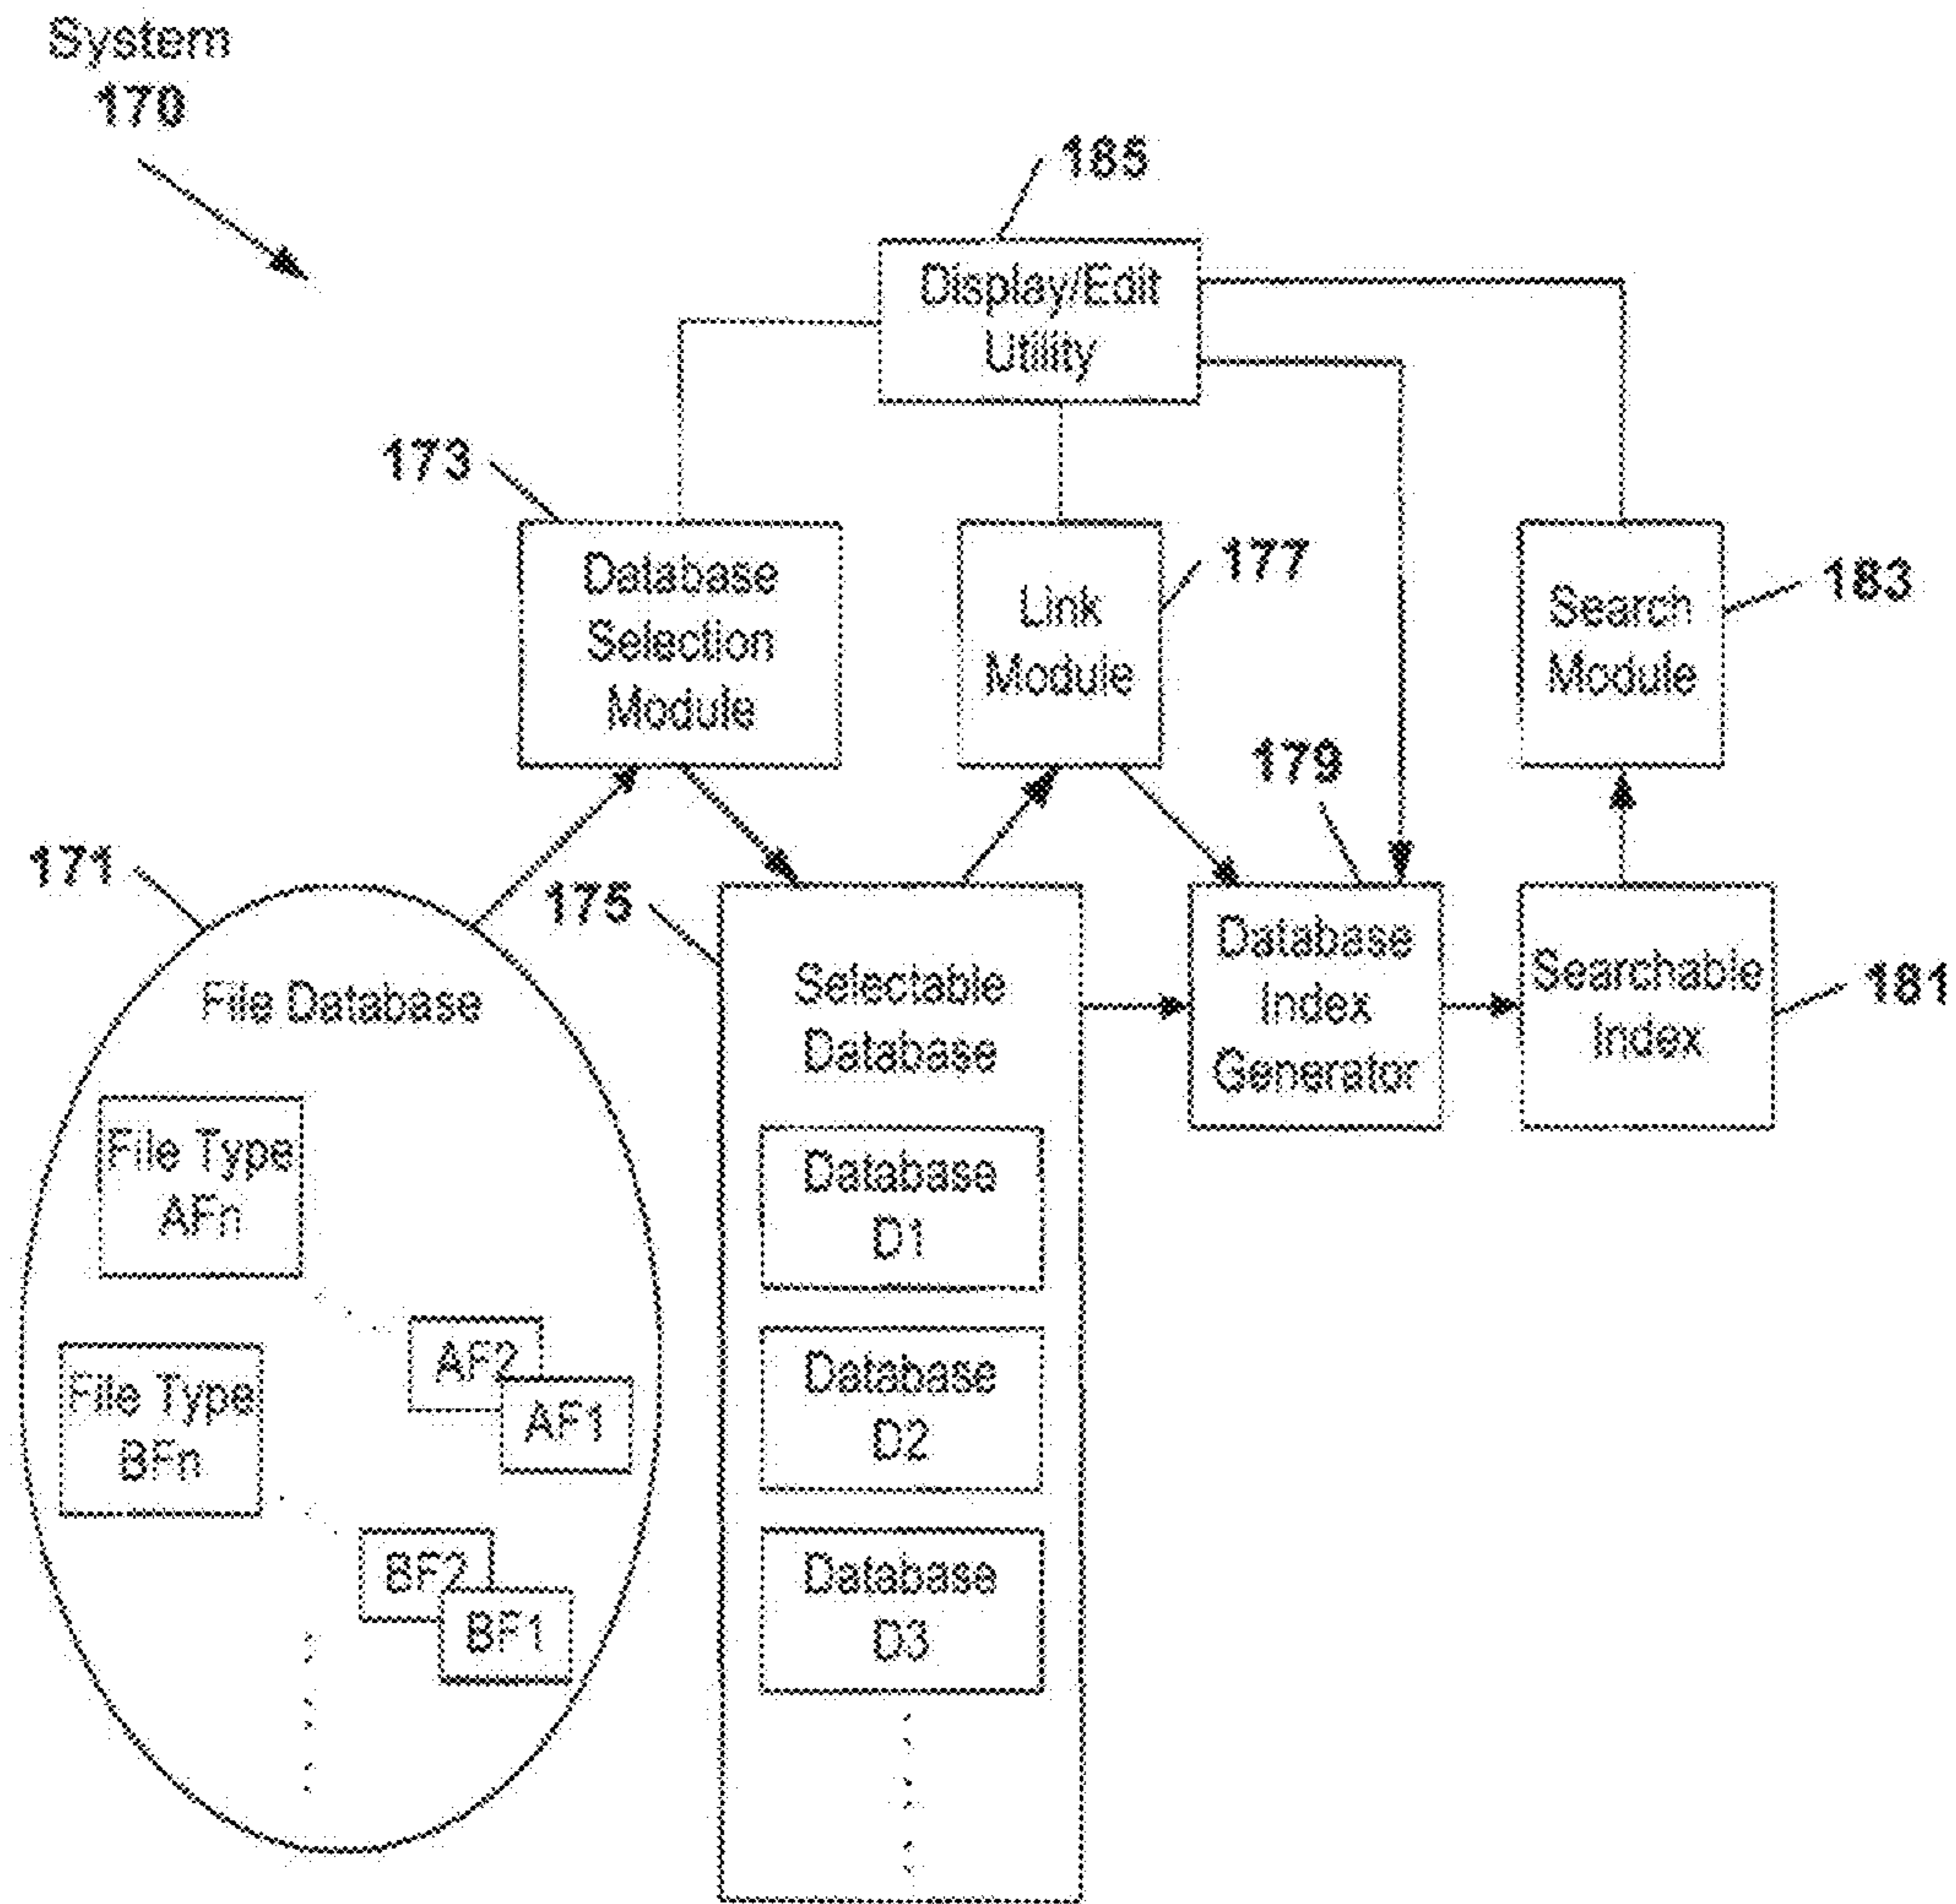 System
170
185
Display/Edit
Utility
173
Database
Selection
Module
Link
Module
177
Search
Module
183
179
171
File Database
File Type
AFn
AF2
AF1
File Type
BFn
BF2
BF1
175
Selectable
Database
Database
D1
Database
D2
Database
D3
Database
Index
Generator
Searchable
Index
181